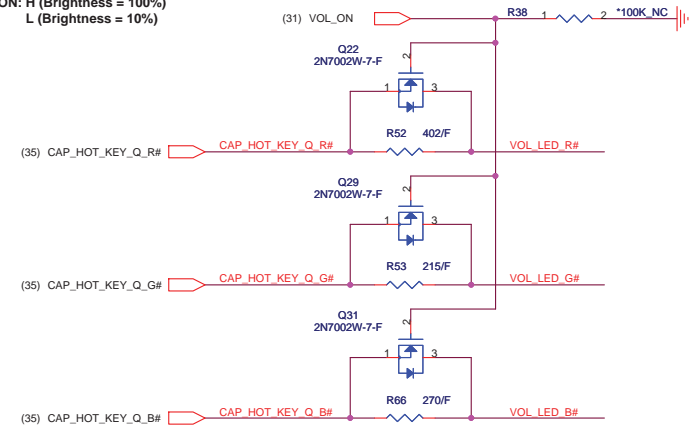 ON: H (Brightness = 100%)
L (Brightness = 10%)
(31) VOL_ON
R38 1 2 *100K_NC
Q22
2N7002W-7-F
2
1 3
R52 402/F
(35) CAP_HOT_KEY_Q_R# CAP_HOT_KEY_Q_R# VOL_LED_R#
Q29
2N7002W-7-F
2
1 3
R53 215/F
(35) CAP_HOT_KEY_Q_G# CAP_HOT_KEY_Q_G# VOL_LED_G#
Q31
2N7002W-7-F
2
1 3
R66 270/F
(35) CAP_HOT_KEY_Q_B# CAP_HOT_KEY_Q_B# VOL_LED_B#